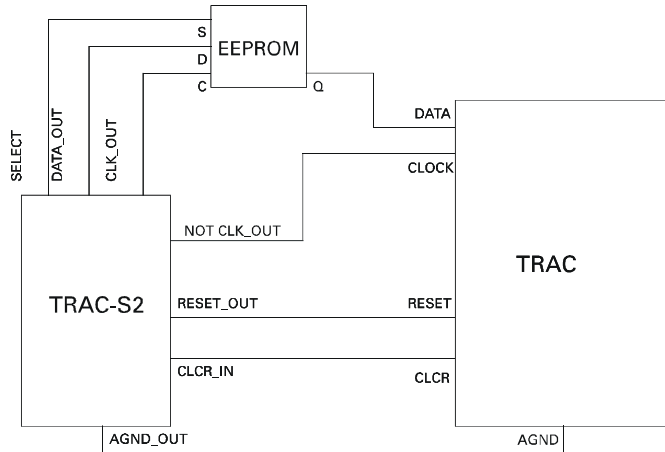 S
EEPROM
D
C
Q
SELECT
DATA_OUT
CLK_OUT
DATA
CLOCK
NOT CLK_OUT
TRAC
TRAC-S2
RESET_OUT
RESET
CLCR_IN
CLCR
AGND_OUT
AGND